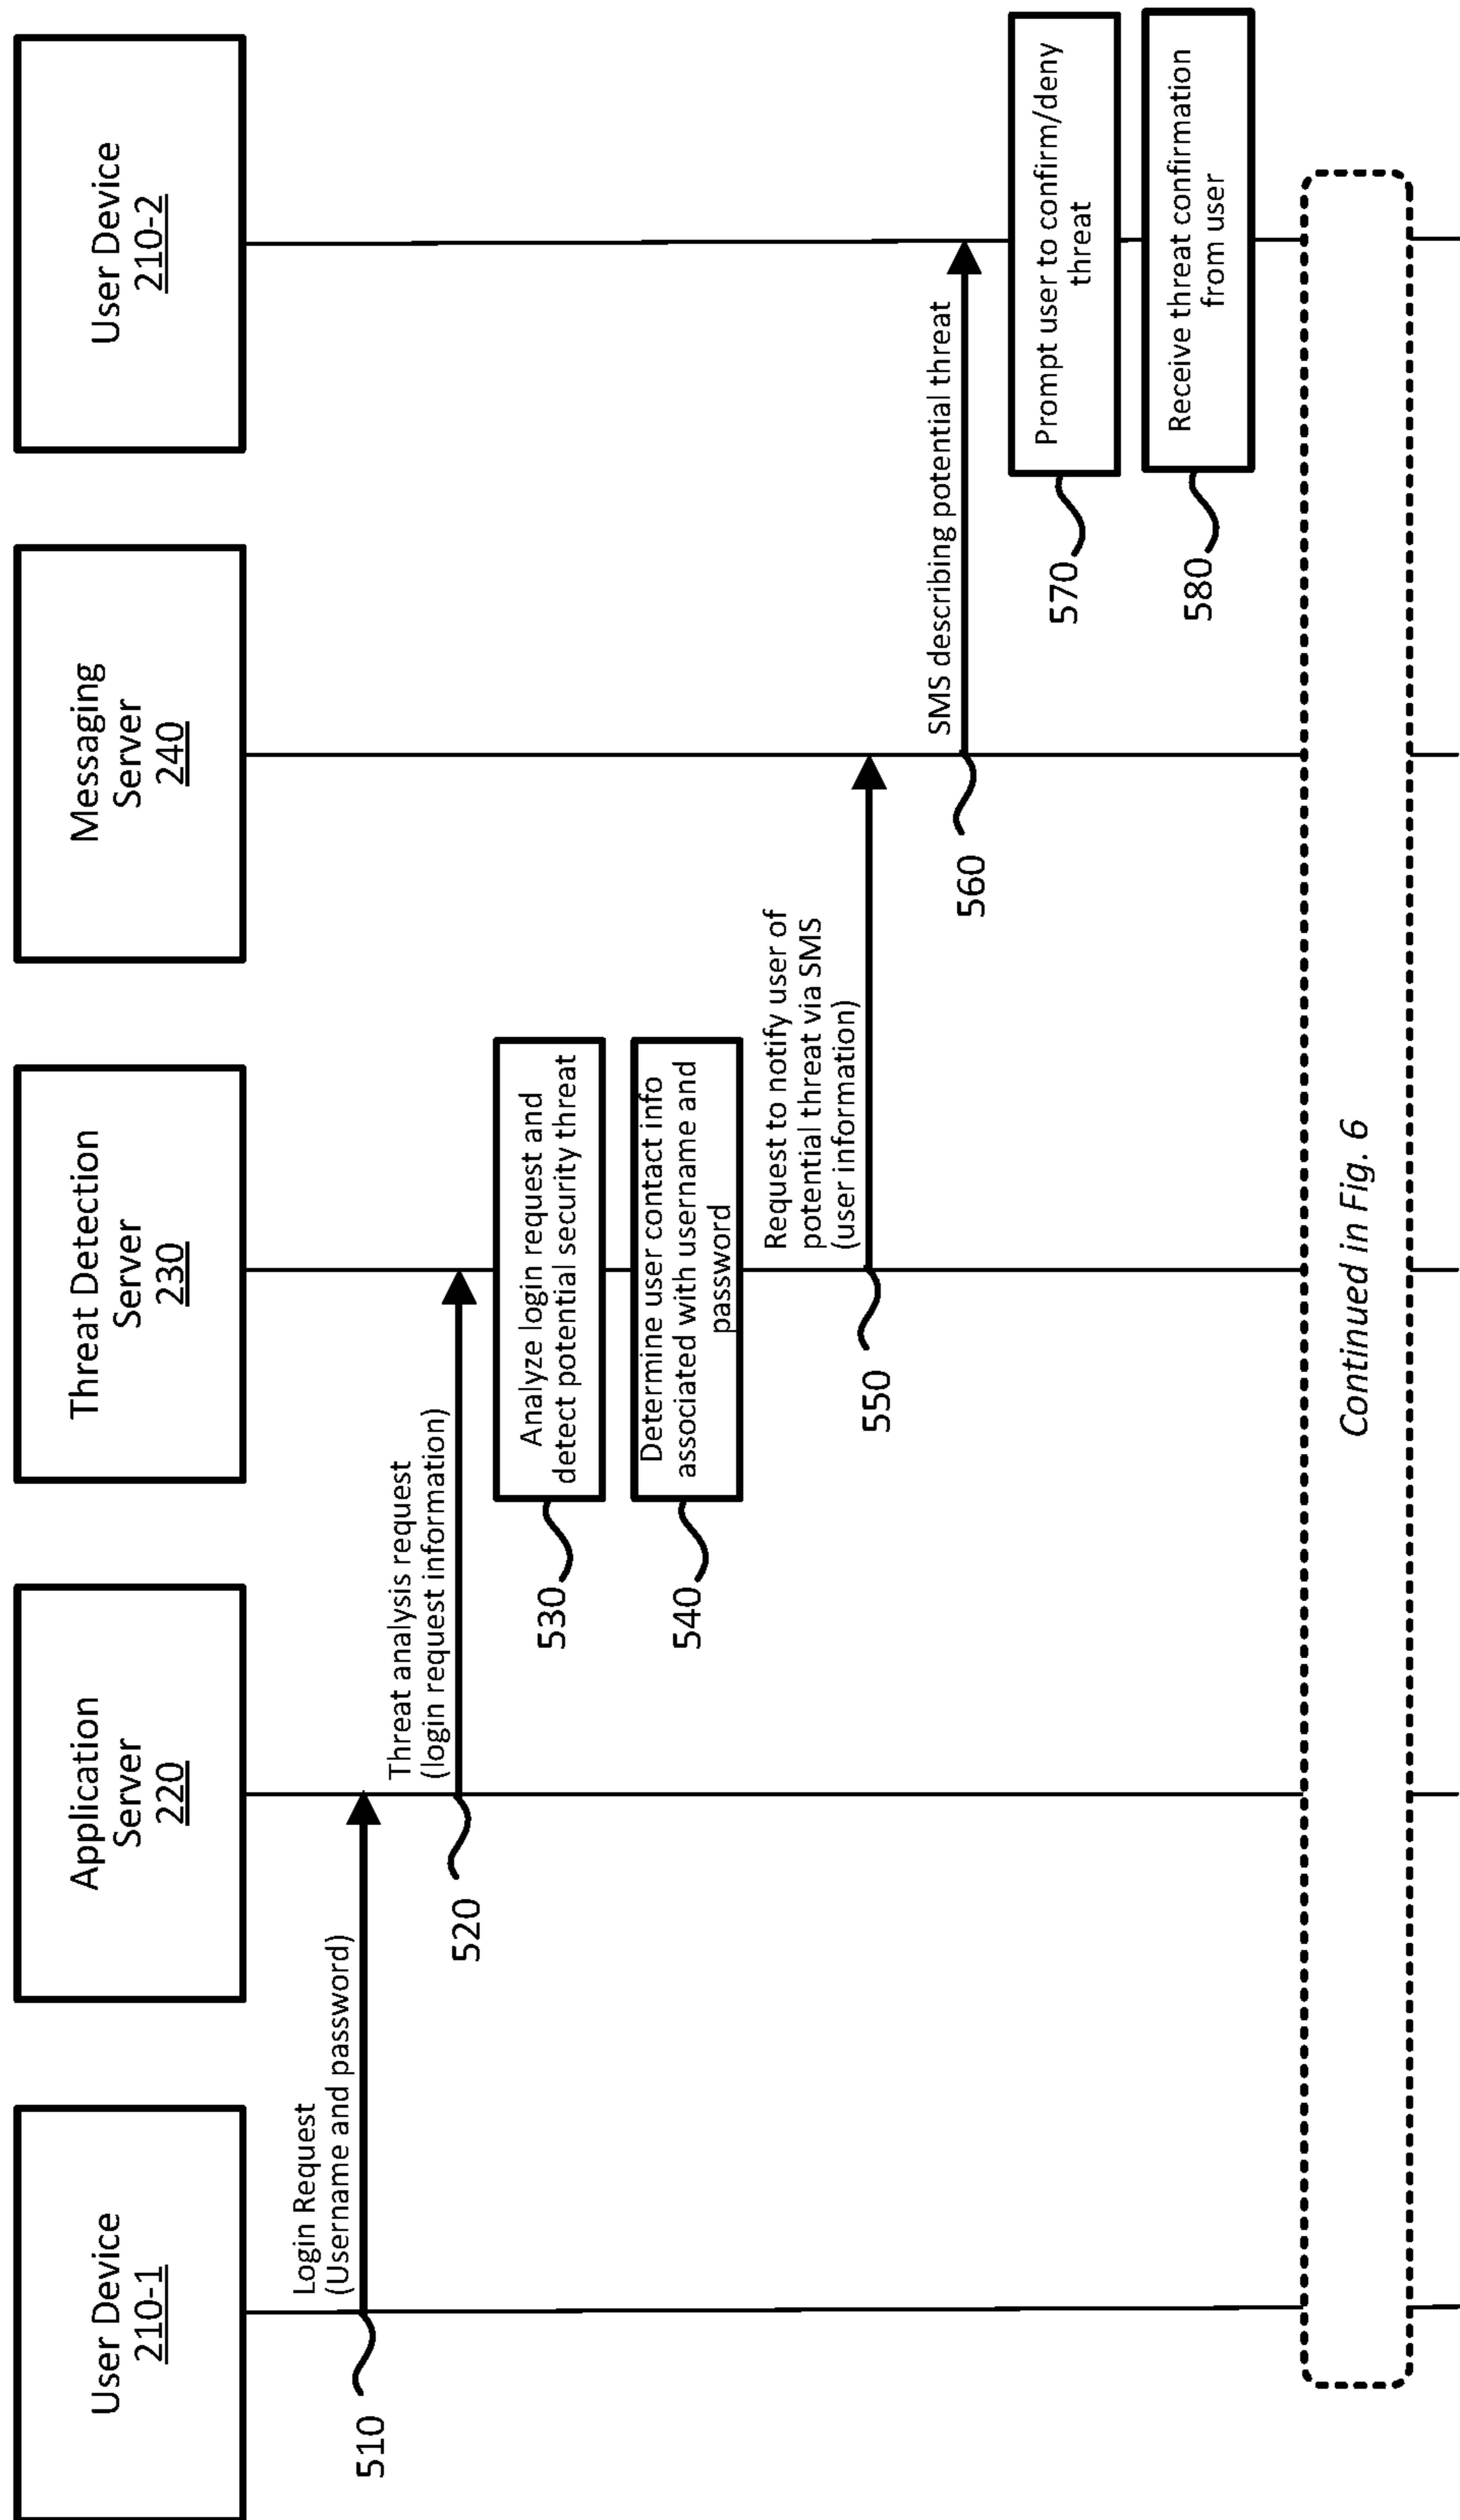 User Device
210-1
Application
Server
220
Threat Detection
Server
230
Messaging
Server
240
User Device
210-2
Login Request
(Username and password)
510
Threat analysis request
(login request information)
520
Analyze login request and
detect potential security threat
530
Determine user contact info
associated with username and
password
540
Request to notify user of
potential threat via SMS
(user information)
550
SMS describing potential threat
560
Prompt user to confirm/deny
threat
570
Receive threat confirmation
from user
580
Continued in Fig. 6